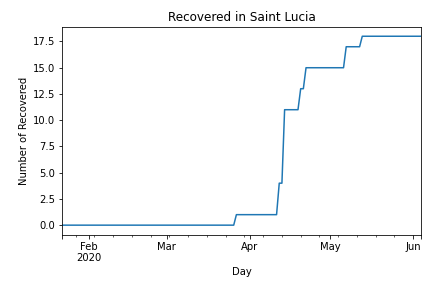 Recovered in Saint Lucia
Number of Recovered
17.5
15.0
12.5
10.0
7.5
5.0
2.5
0.0
Feb Mar Apr May Jun
2020
Day